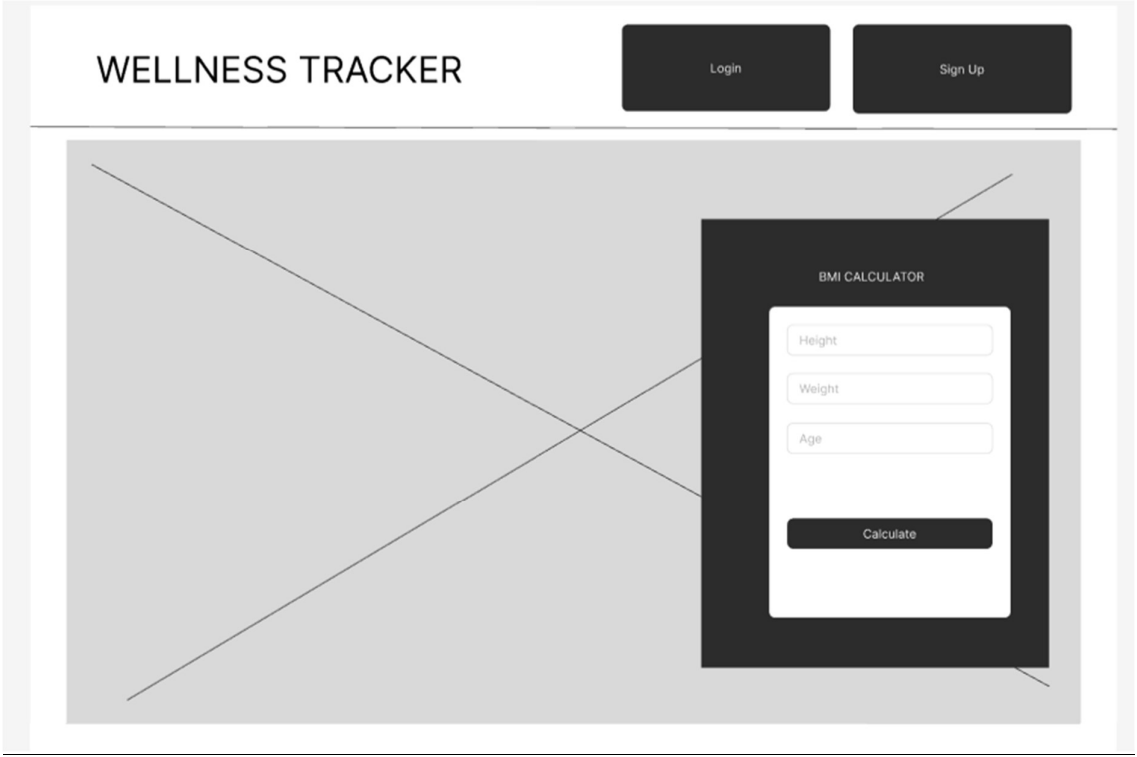 WELLNESS TRACKER
Login
Sign Up
BMI CALCULATOR
Height
Weight
Age
Calculate